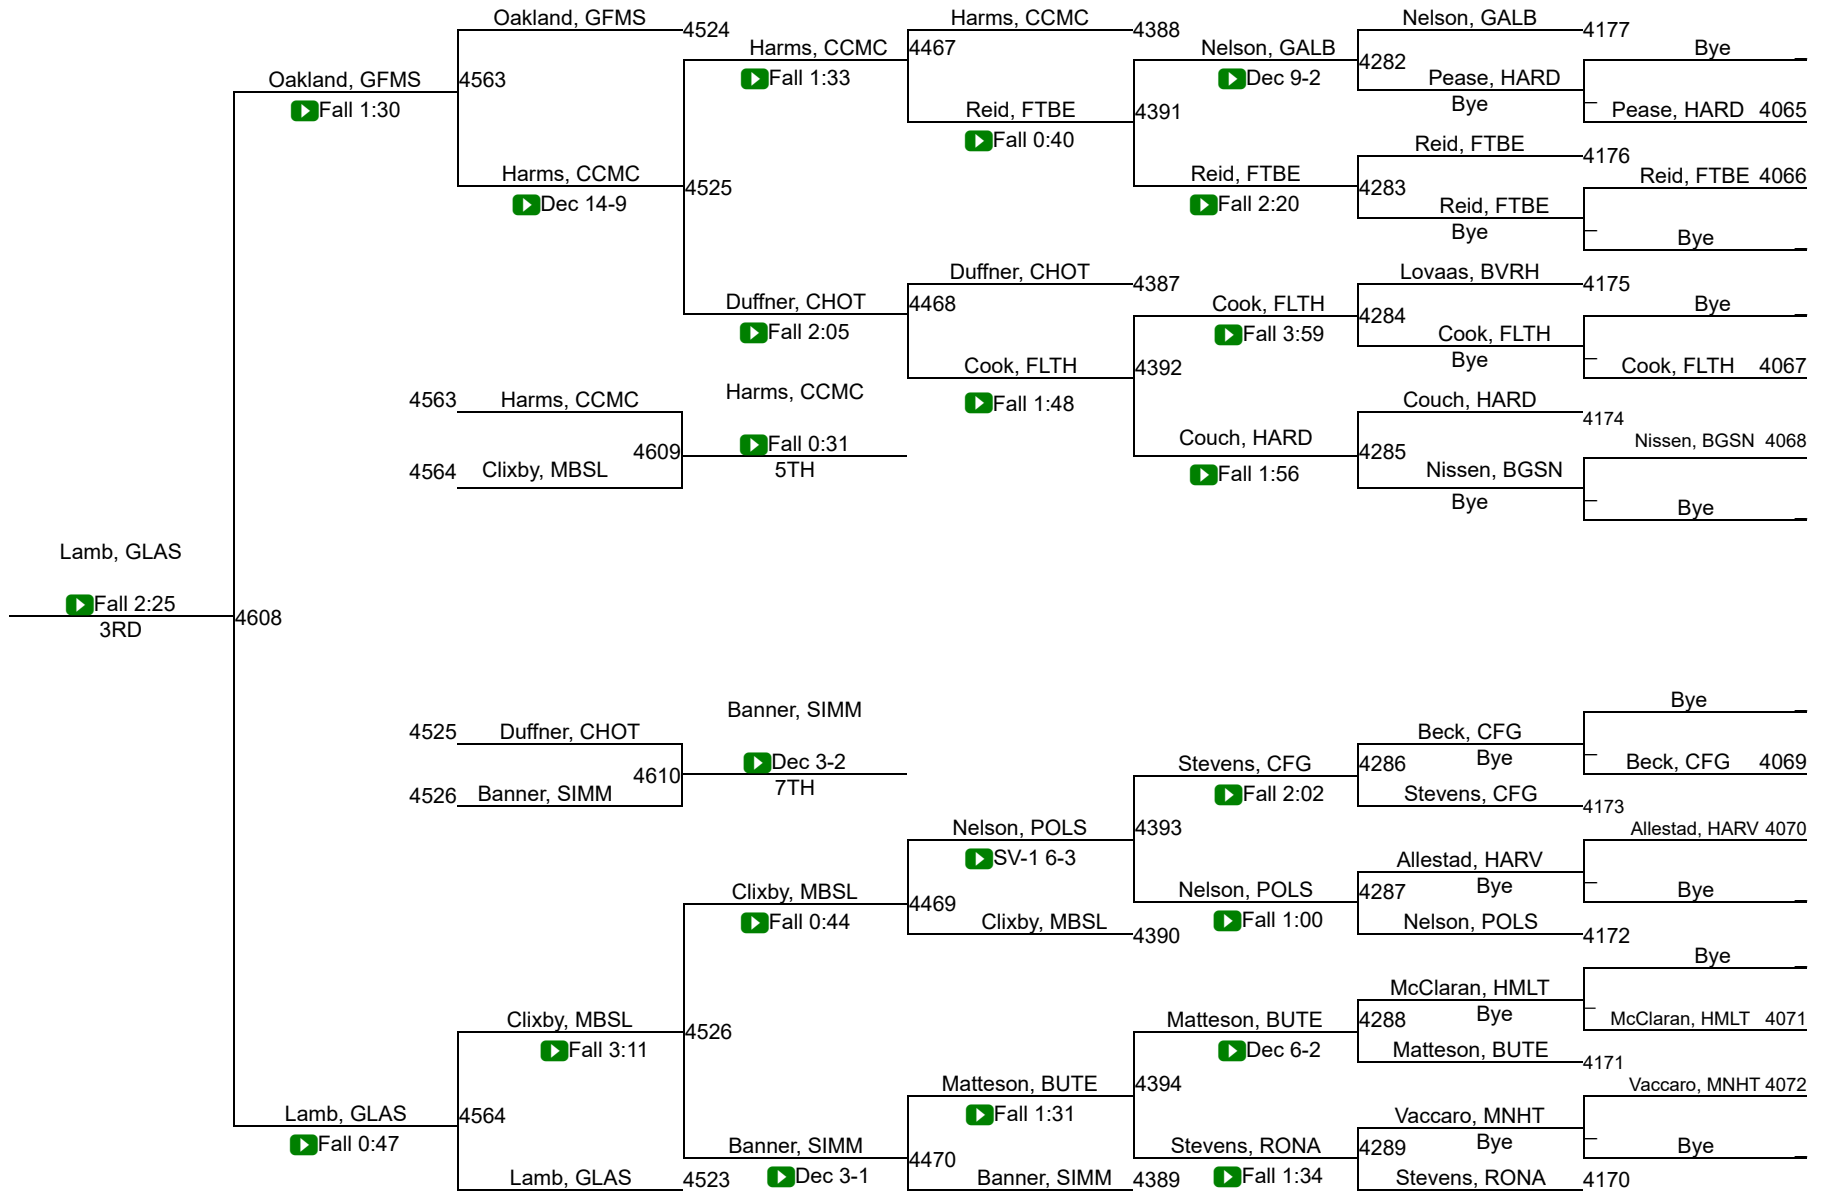 Oakland, GFMS
4524
Harms, CCMC
4388
Nelson, GALB
4177
Bye
Harms, CCMC
4467
Nelson, GALB
4282
Oakland, GFMS
4563
Fall 1:33
Dec 9-2
Pease, HARD
Bye
Fall 1:30
Reid, FTBE
4391
Pease, HARD 4065
Fall 0:40
Reid, FTBE
4176
Harms, CCMC
4525
Reid, FTBE
4283
Reid, FTBE 4066
Dec 14-9
Fall 2:20
Reid, FTBE
Bye
Bye
Duffner, CHOT
4387
Lovaas, BVRH
4175
Duffner, CHOT
4468
Cook, FLTH
4284
Bye
Fall 2:05
Fall 3:59
Cook, FLTH
Bye
Cook, FLTH
4392
Cook, FLTH 4067
4563
Harms, CCMC
Harms, CCMC
Fall 1:48
Couch, HARD
4174
4609
Fall 0:31
5TH
Couch, HARD
4285
Nissen, BGSN 4068
4564
Clixby, MBSL
Fall 1:56
Nissen, BGSN
Bye
Bye
Lamb, GLAS
Fall 2:25
3RD
4608
Banner, SIMM
Bye
4525
Duffner, CHOT
Beck, CFG
Bye
4610
Dec 3-2
7TH
Stevens, CFG
4286
Beck, CFG 4069
4526
Banner, SIMM
Fall 2:02
Stevens, CFG
4173
Nelson, POLS
4393
Allestad, HARV 4070
SV-1 6-3
Allestad, HARV
Bye
Clixby, MBSL
4469
Nelson, POLS
4287
Bye
Fall 0:44
Clixby, MBSL
4390
Fall 1:00
Nelson, POLS
4172
Bye
McClaran, HMLT
Bye
Clixby, MBSL
4526
Matteson, BUTE
4288
McClaran, HMLT 4071
Fall 3:11
Dec 6-2
Matteson, BUTE
4171
Matteson, BUTE
4394
Vaccaro, MNHT 4072
Lamb, GLAS
4564
Fall 1:31
Vaccaro, MNHT
Bye
Fall 0:47
Banner, SIMM
4470
Stevens, RONA
4289
Bye
Lamb, GLAS
4523
Dec 3-1
Banner, SIMM
4389
Fall 1:34
Stevens, RONA
4170